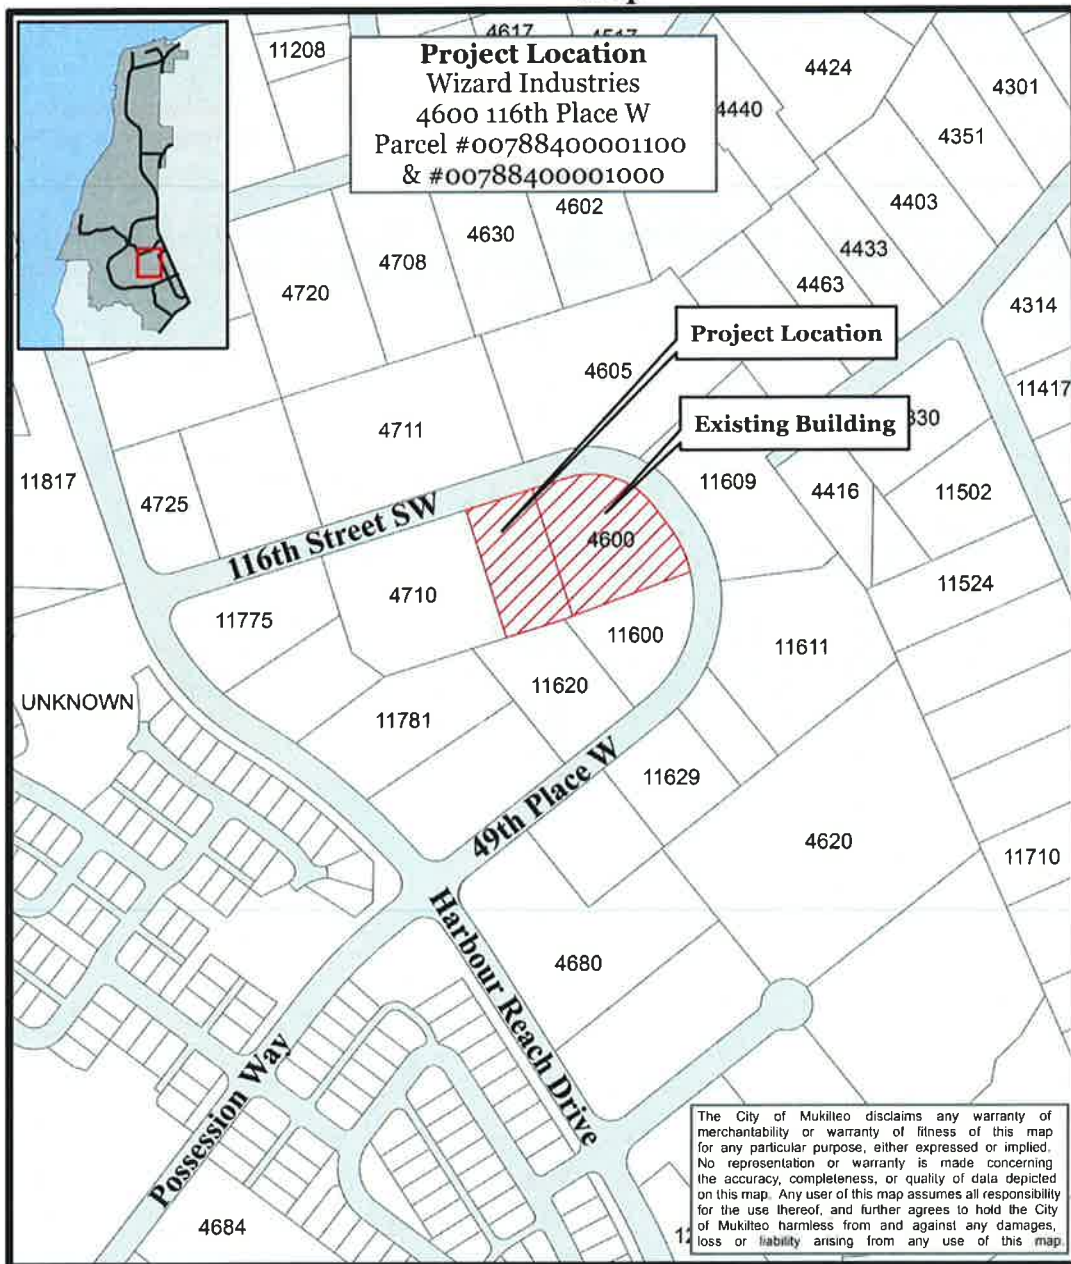 11208
4617
4517
Project Location
Wizard Industries
4600 116th Place W
Parcel #00788400001100
& #00788400001000
4424
4301
4440
4351
4602
4403
4630
4708
4433
4720
4463
4314
Project Location
4605
11417
Existing Building
330
4711
11817
11609
4416
11502
4725
116th Street SW
4600
11524
4710
11775
11600
11611
11620
UNKNOWN
11781
49th Place W
11629
4620
11710
Harbour Reach Drive
4680
Possession Way
4684
The City of Mukilteo disclaims any warranty of
merchantability or warranty of fitness of this map
for any particular purpose, either expressed or implied.
No representation or warranty is made concerning
the accuracy, completeness, or quality of data depicted
on this map. Any user of this map assumes all responsibility
for the use thereof, and further agrees to hold the City
of Mukilteo harmless from and against any damages,
loss or liability arising from any use of this map.